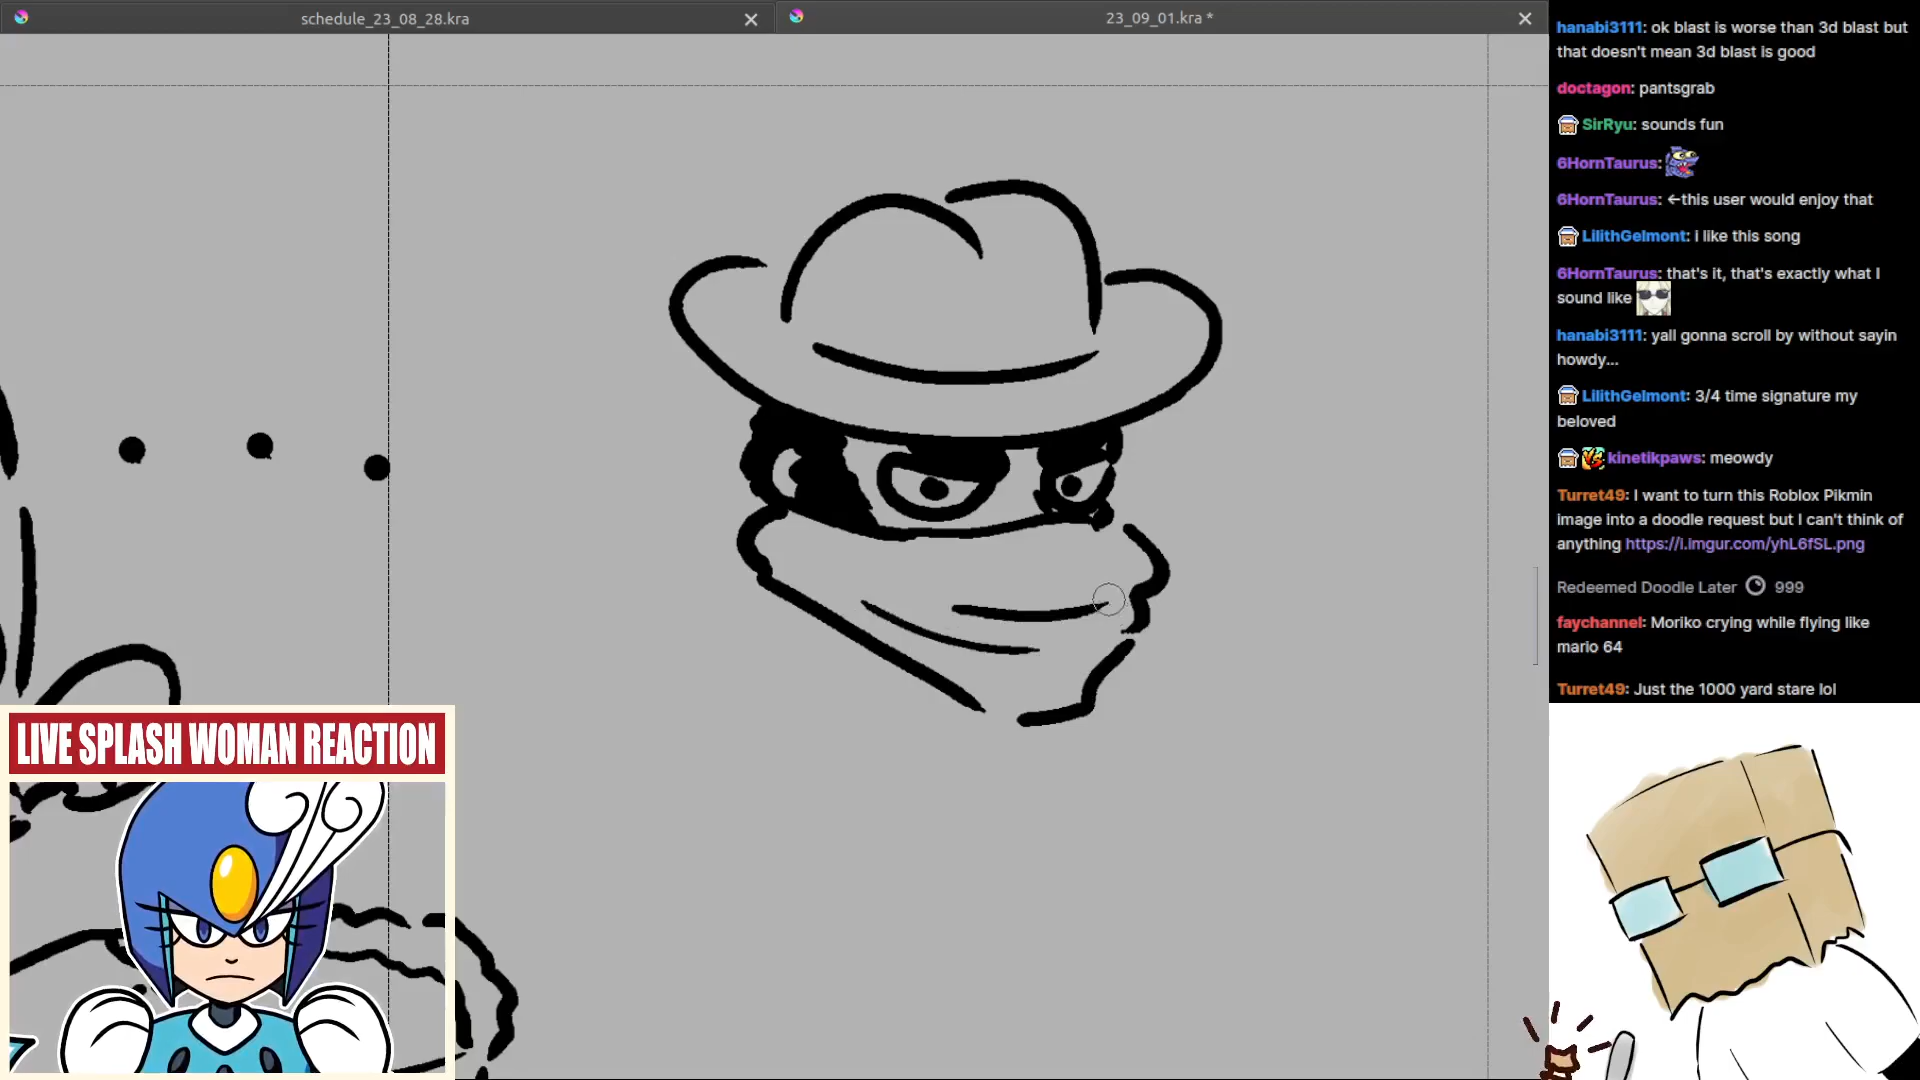 schedule_23_08_28.kra
23_09_01.kra *
hanabi3111: ok blast is worse than 3d blast but
that doesn't mean 3d blast is good
doctagon: pantsgrab
SirRyu: sounds fun
6HornTaurus:
6HornTaurus: ←this user would enjoy that
LilithGelmont: i like this song
6HornTaurus: that's it, that's exactly what I
sound like
hanabi3111: yall gonna scroll by without sayin
howdy...
LilithGelmont: 3/4 time signature my
beloved
kinetikpaws: meowdy
Turret49: I want to turn this Roblox Pikmin
image into a doodle request but I can't think of
anything https://i.imgur.com/yhL6fSL.png
Redeemed Doodle Later 999
faychannel: Moriko crying while flying like
mario 64
Turret49: Just the 1000 yard stare lol
LIVE SPLASH WOMAN REACTION